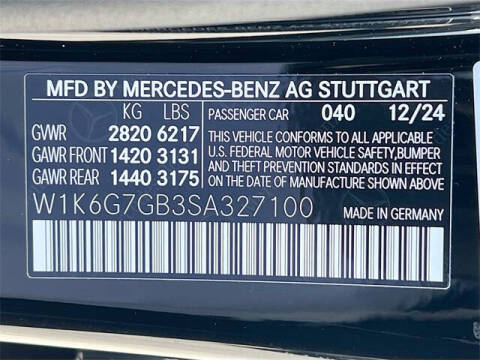 MFD BY MERCEDES-BENZ AG STUTTGART
KG LBS PASSENGER CAR 040 12/24
GVWR 2820 6217 THIS VEHICLE CONFORMS TO ALL APPLICABLE
GAWR FRONT 1420 3131 U.S. FEDERAL MOTOR VEHICLE SAFETY, BUMPER
GAWR REAR 1440 3175 AND THEFT PREVENTION STANDARDS IN
EFFECT ON THE DATE OF MANUFACTURE
SHOWN ABOVE.
W1K6G7GB3SA327100 MADE IN GERMANY